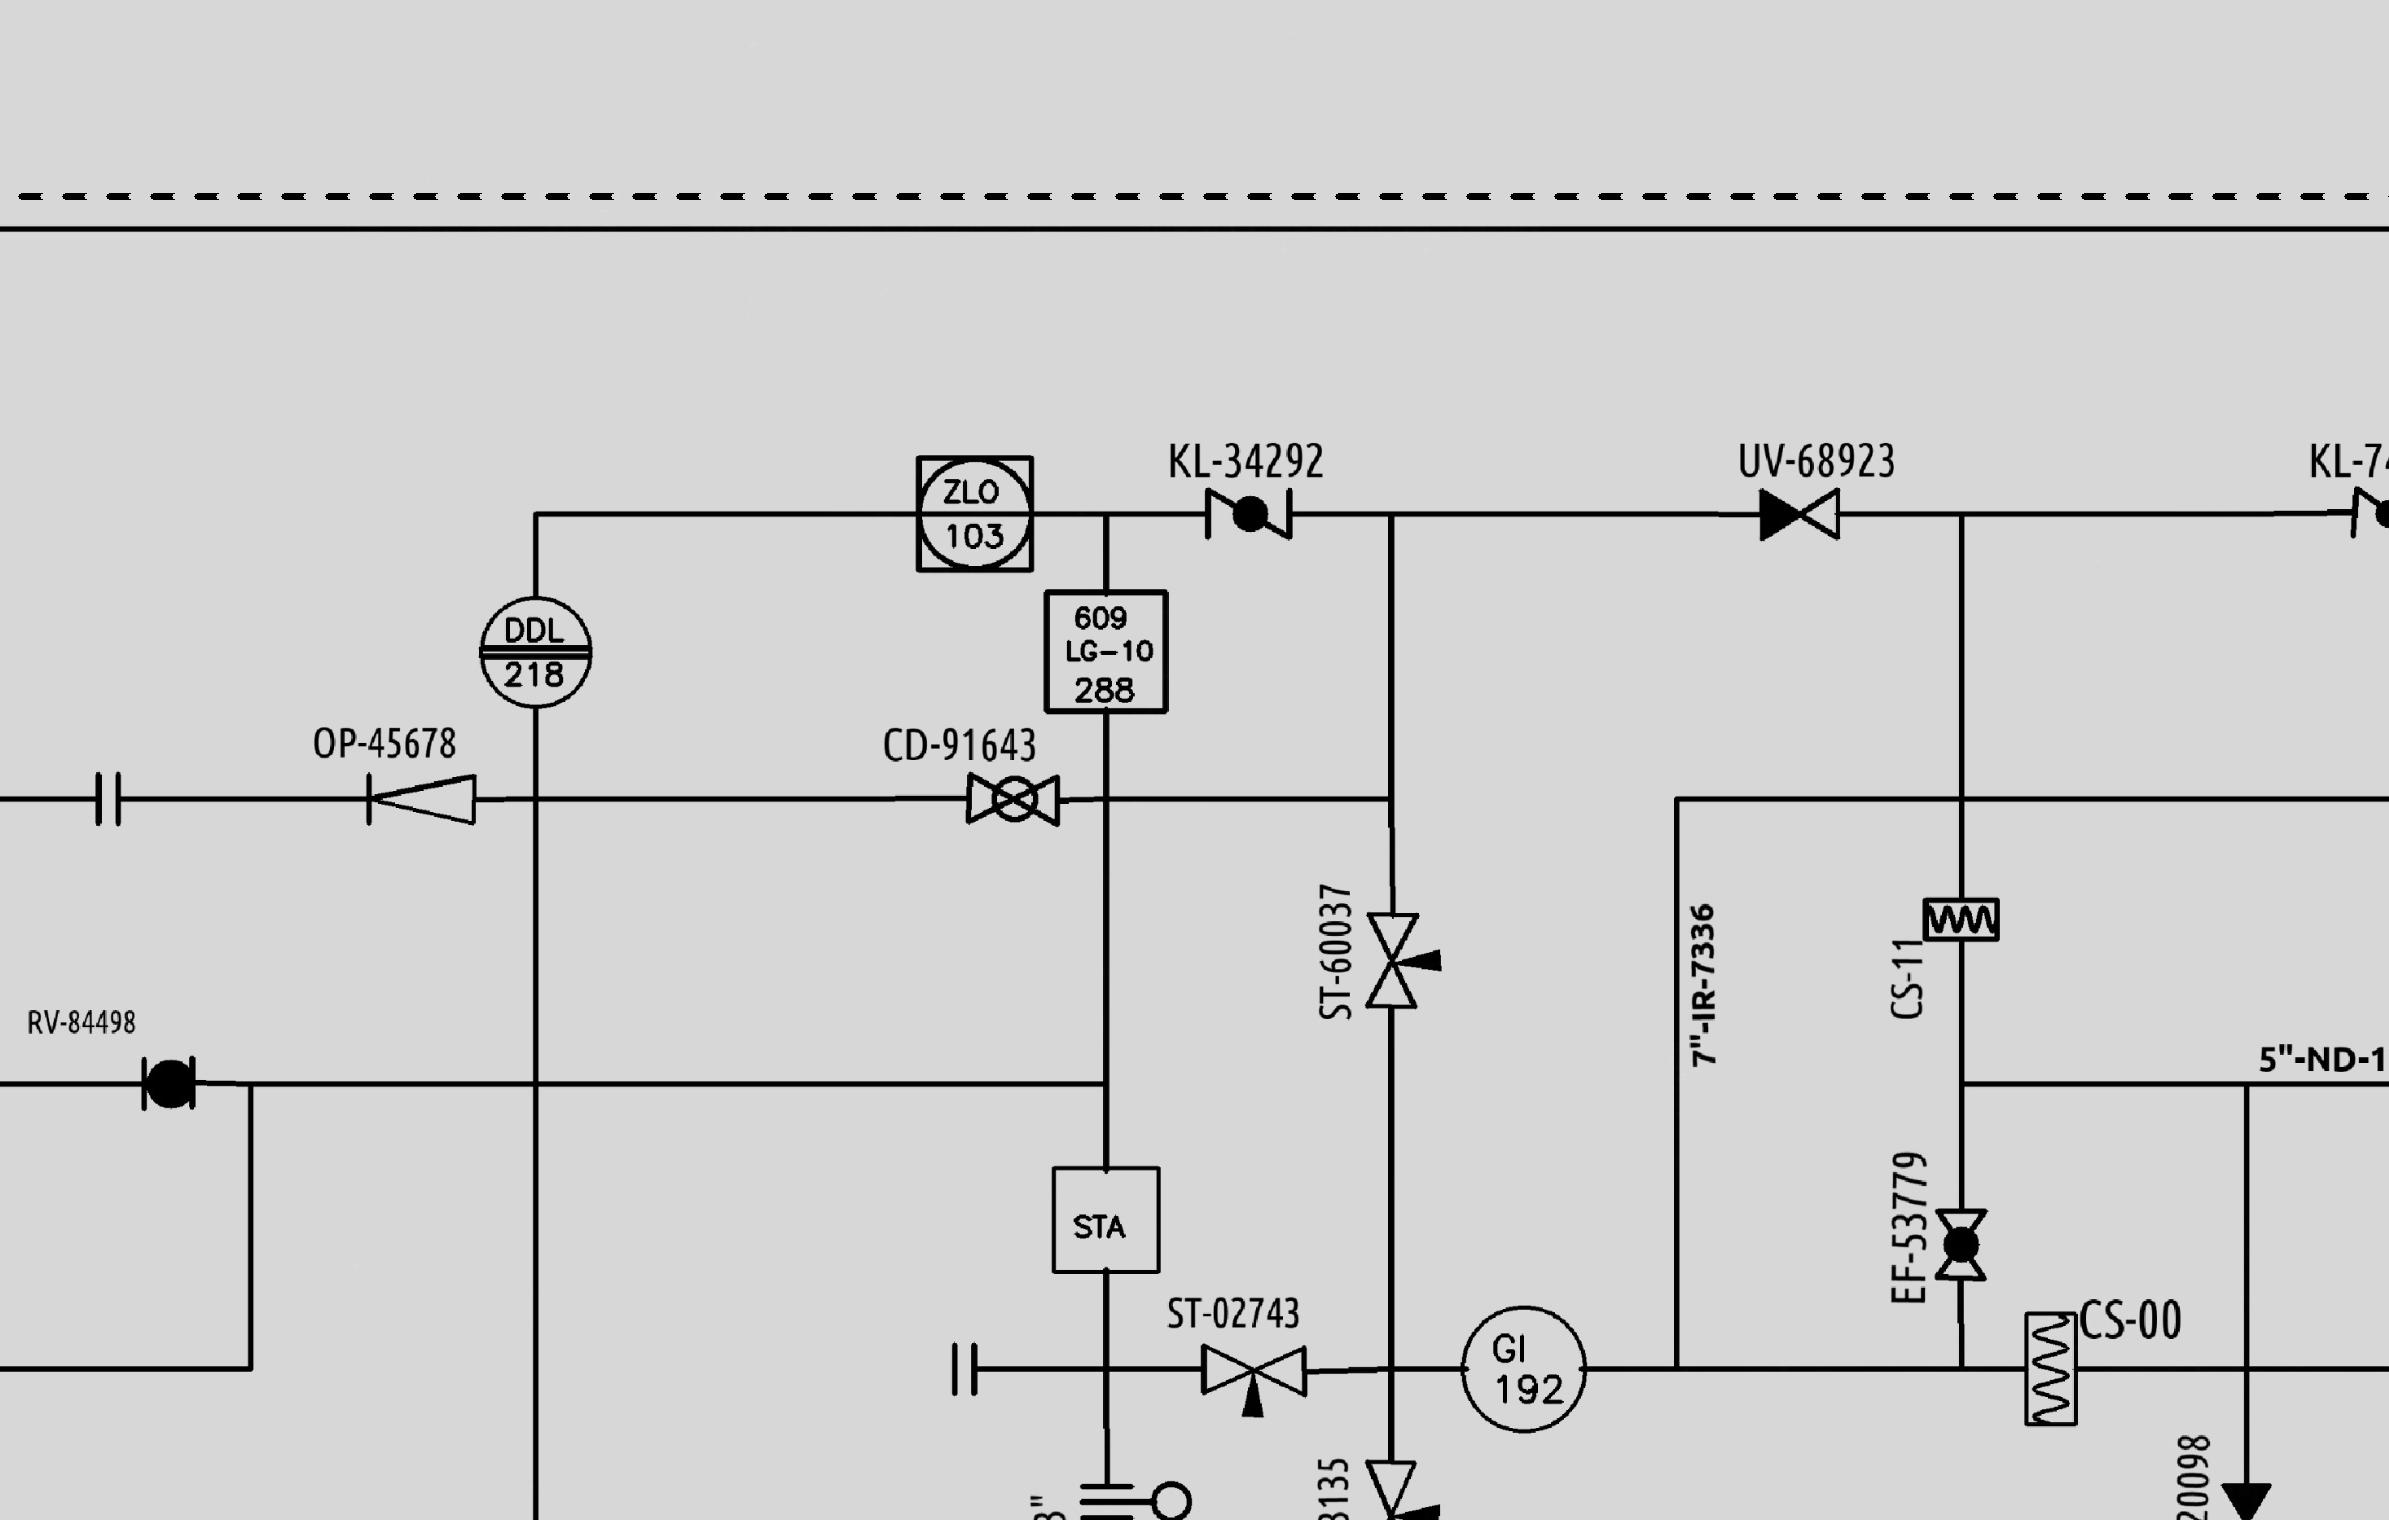 KL-34292
UV-68923
KL-7
ZLO
103
609
LG-10
288
DDL
218
OP-45678
CD-91643
ST-60037
7"-IR-7336
CS-11
RV-84498
5"-ND-1
STA
EF-53779
ST-02743
GI
192
CS-00
20098
3135